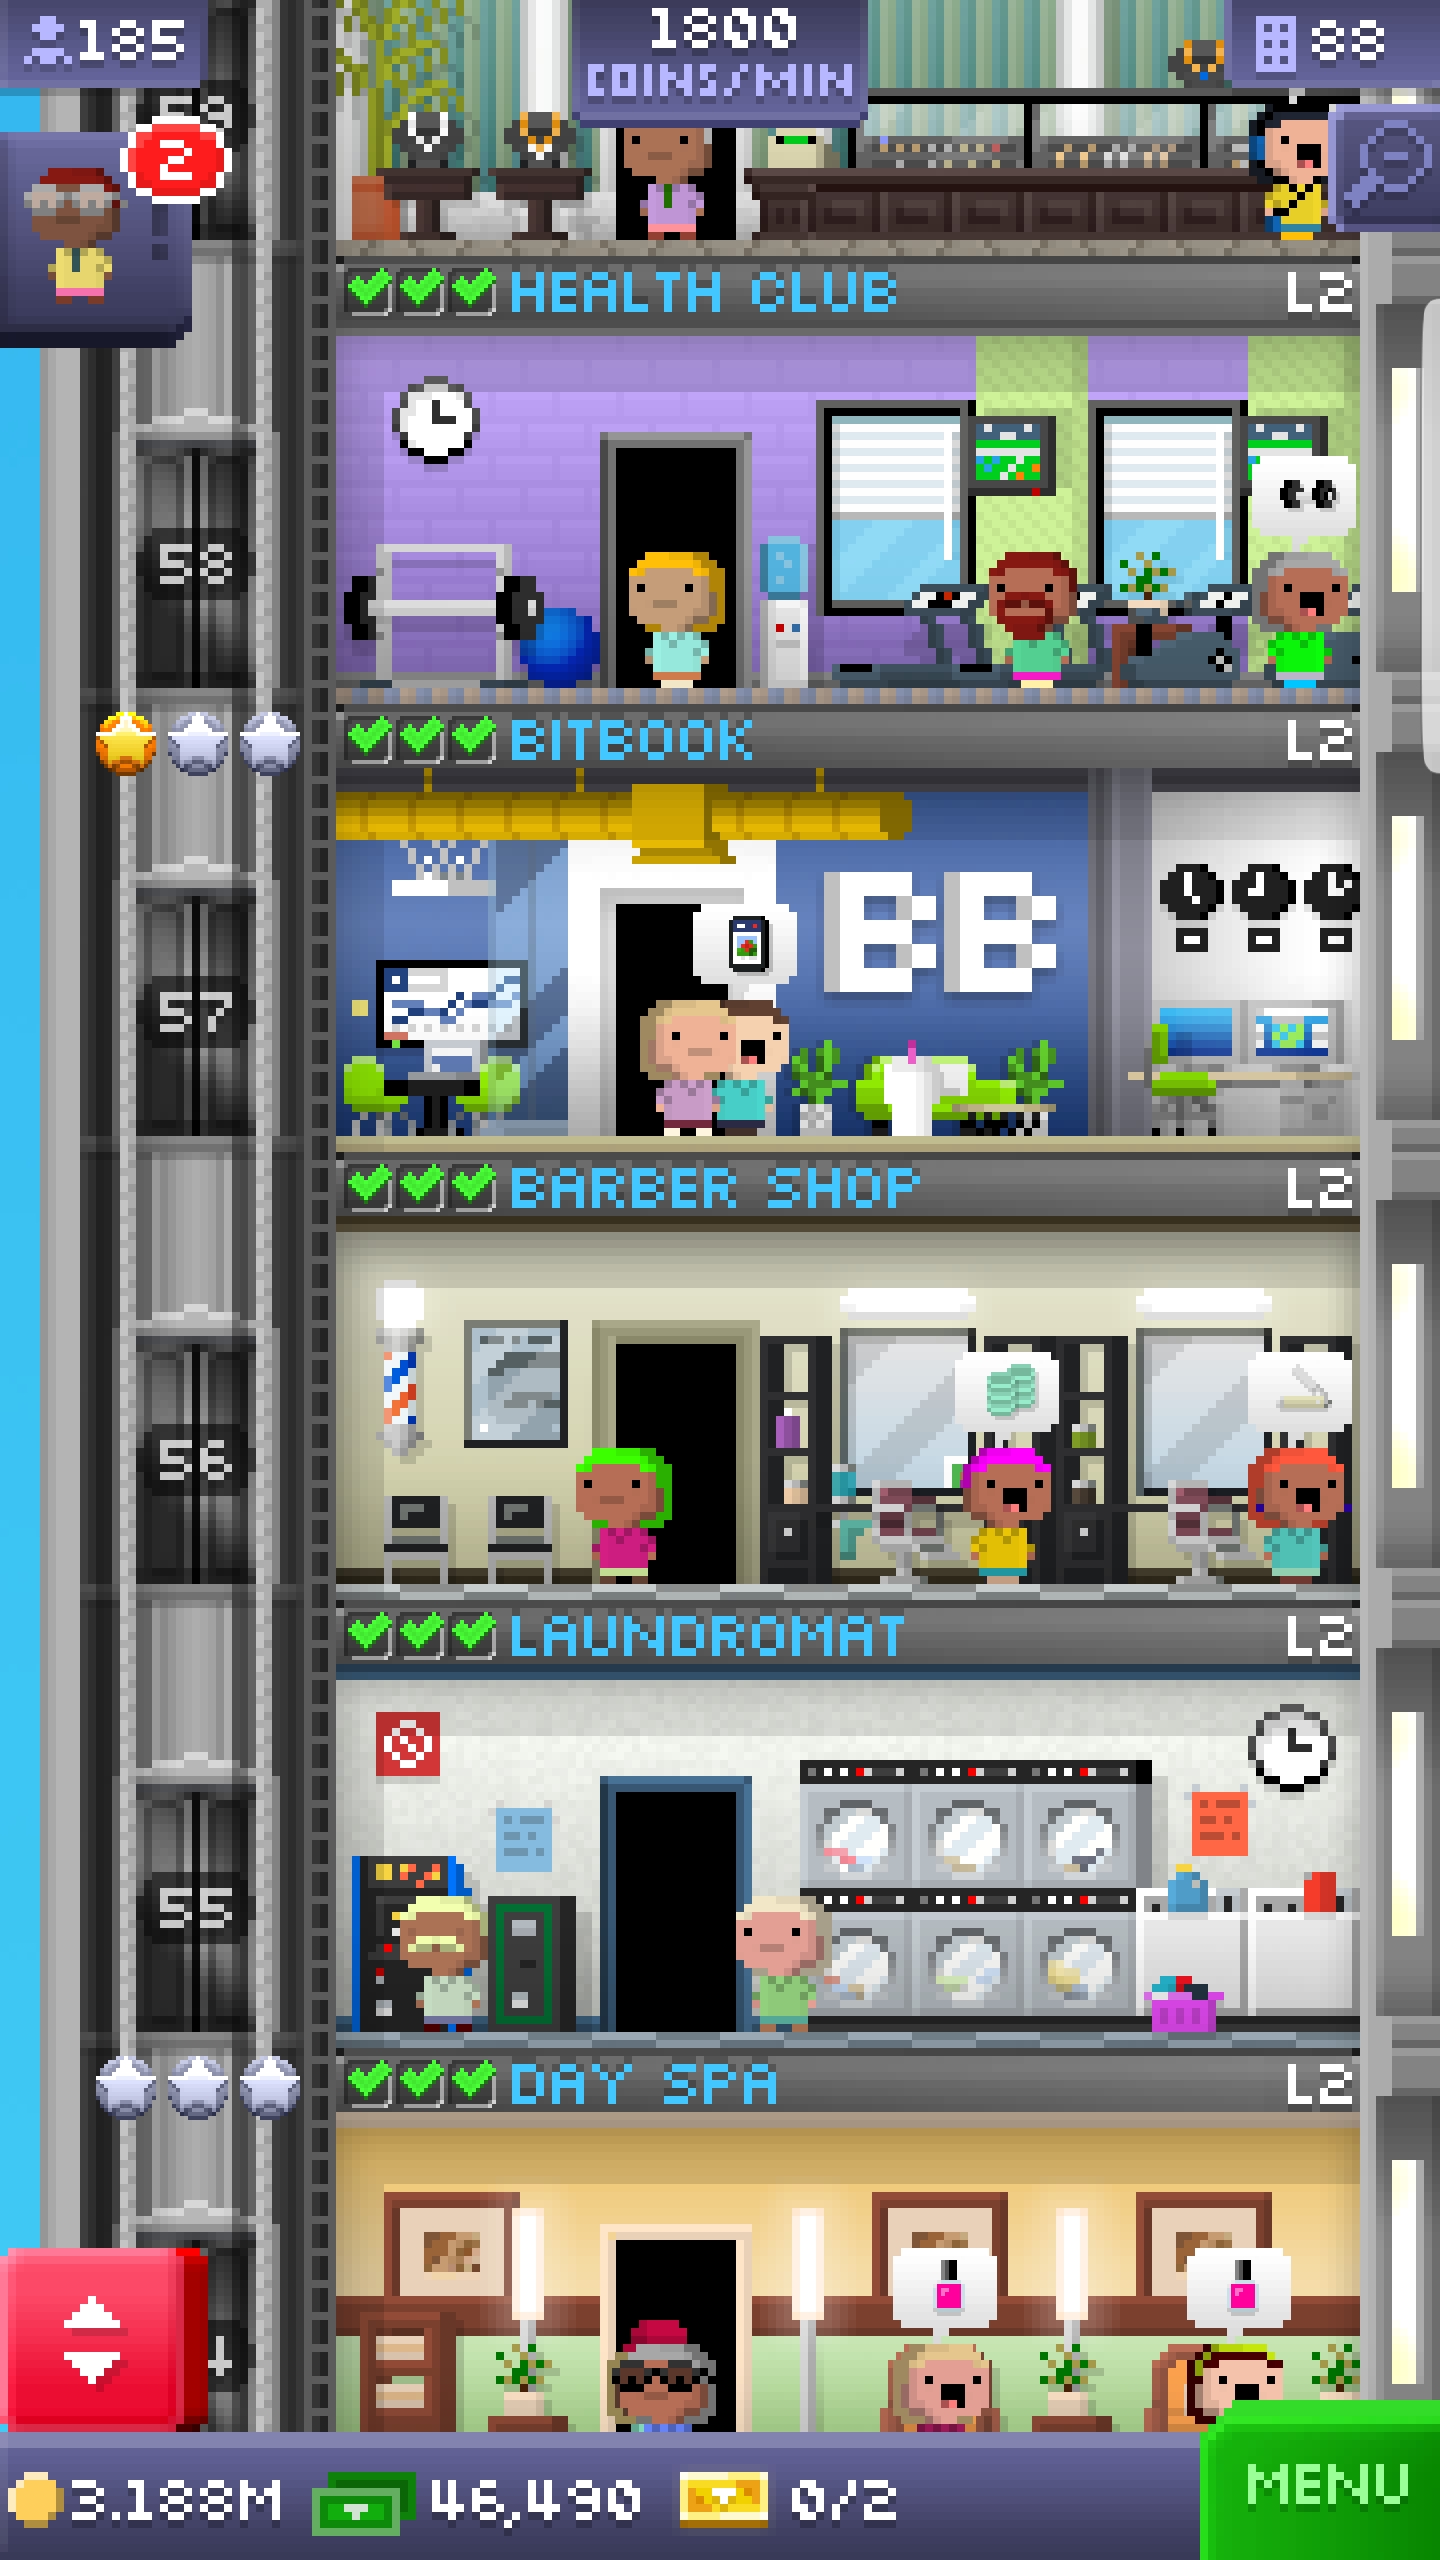 185
1800
COINS/MIN
88
2
HEALTH CLUB L2
58
BITBOOK L2
BB
57
BARBER SHOP L2
56
LAUNDROMAT L2
55
DAY SPA L2
3.188M
46,490
0/2
MENU